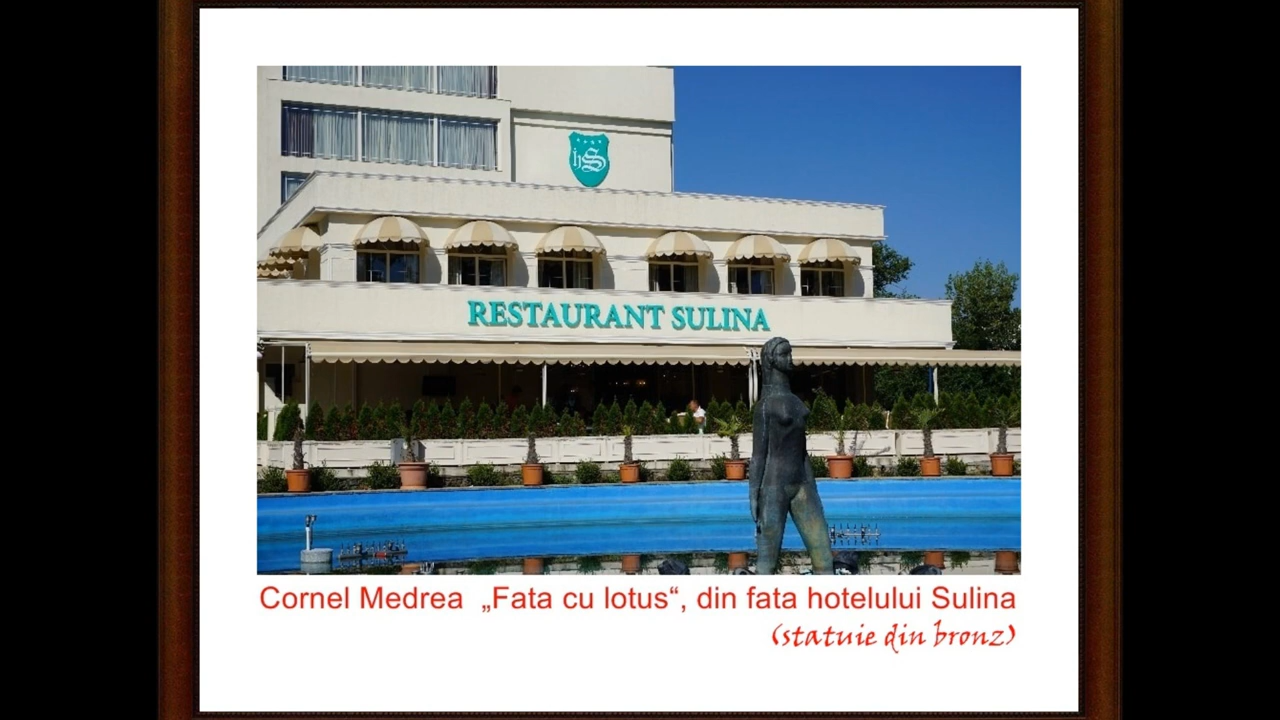 hS
RESTAURANT SULINA
Cornel Medrea „Fata cu lotus“, din fata hotelului Sulina
(statuie din bronz)